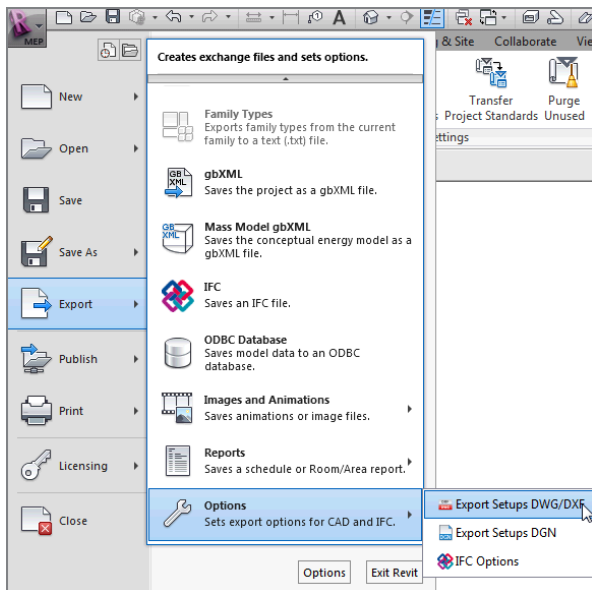 MEP
& Site Collaborate Vie
Creates exchange files and sets options.
New
Open
Save
Save As
Export
Publish
Print
Licensing
Close
Family Types
Exports family types from the current
family to a text (.txt) file.
GB
XML
gbXML
Saves the project as a gbXML file.
GB
XML
Mass Model gbXML
Saves the conceptual energy model as a
gbXML file.
IFC
Saves an IFC file.
ODBC Database
Saves model data to an ODBC
database.
Images and Animations
Saves animations or image files.
Reports
Saves a schedule or Room/Area report.
Options
Sets export options for CAD and IFC.
Transfer
Project Standards
Purge
Unused
ettings
Export Setups DWG/DXF
Export Setups DGN
IFC Options
Options
Exit Revit